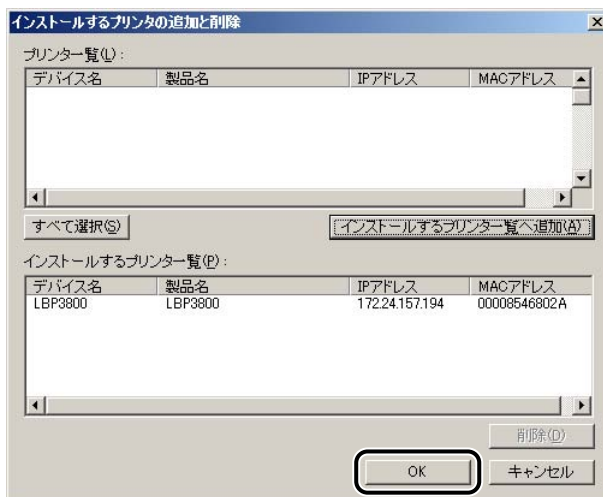 インストールするプリンタの追加と削除
プリンタ一覧(L):
デバイス名 製品名 IPアドレス MACアドレス
すべて選択(S) インストールするプリンタ一覧へ追加(A)
インストールするプリンタ一覧(P):
デバイス名 製品名 IPアドレス MACアドレス
LBP3800 LBP3800 172.24.157.194 00008546802A
削除(D)
OK キャンセル